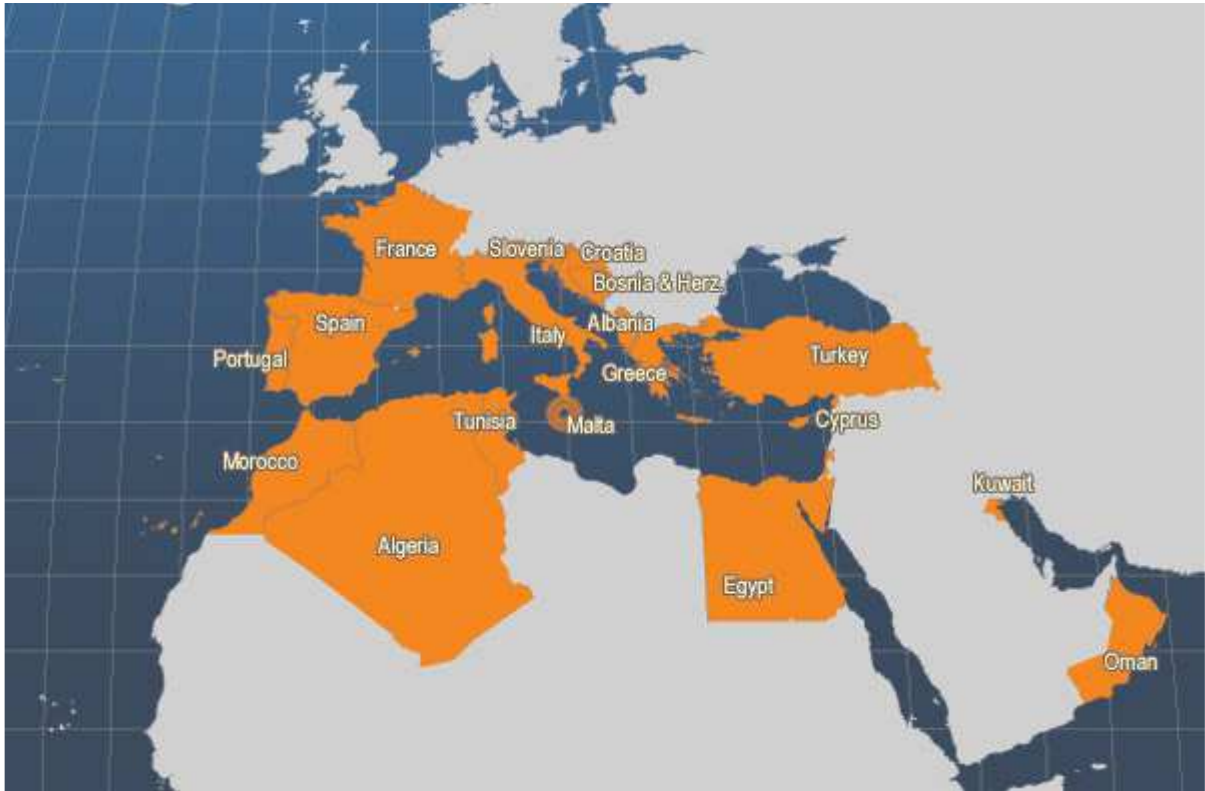 France
Slovenia
Croatia
Bosnia & Herz.
Spain
Albania
Italy
Portugal
Turkey
Greece
Tunisia
Malta
Cyprus
Morocco
Kuwait
Algeria
Egypt
Oman